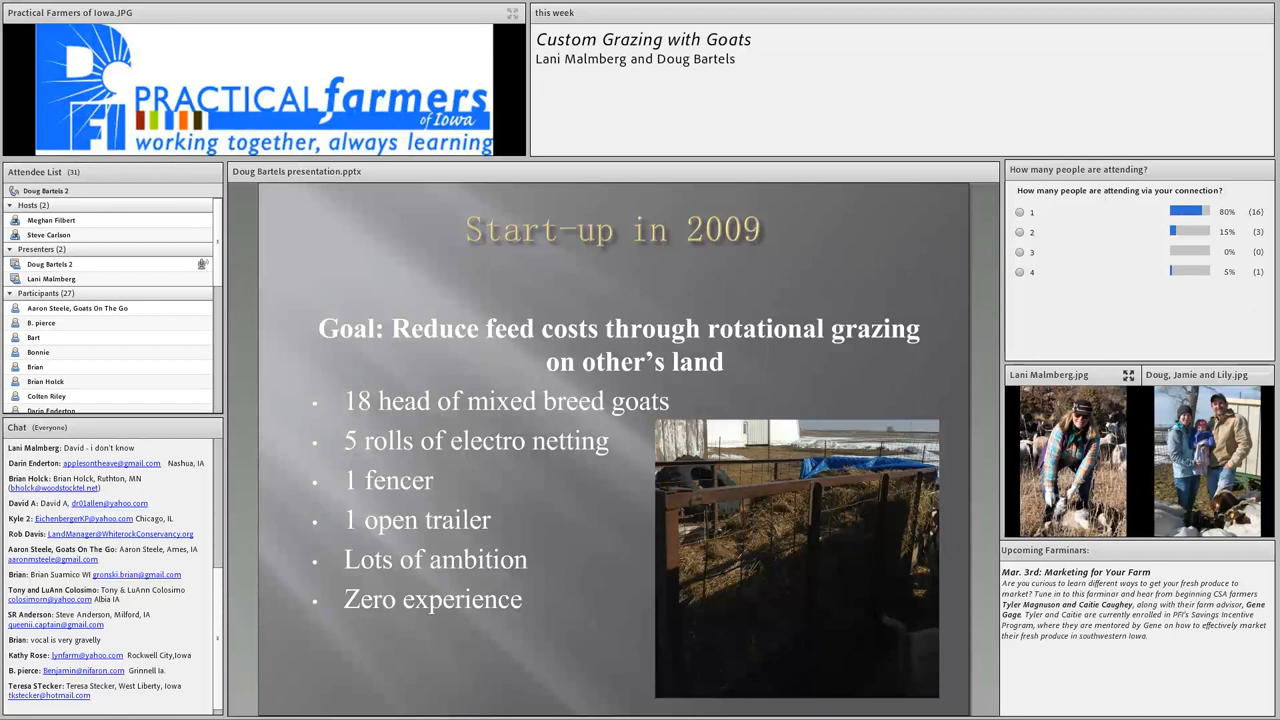 Practical Farmers of Iowa.JPG
PFI
PRACTICAL farmers
of Iowa
working together, always learning
this week
Custom Grazing with Goats
Lani Malmberg and Doug Bartels
Attendee List (31)
Doug Bartels 2
Hosts (2)
Meghan Filbert
Steve Carlson
Presenters (2)
Doug Bartels 2
Lani Malmberg
Participants (27)
Aaron Steele, Goats On The Go
B. pierce
Bart
Bonnie
Brian
Brian Holck
Colten Riley
Darin Enderton
Chat (Everyone)
Lani Malmberg: David - i don't know
Darin Enderton: applesontheave@gmail.com Nashua, IA
Brian Holck: Brian Holck, Ruthton, MN
(bholck@woodstocktel.net)
David A: David A, dr01allen@yahoo.com
Kyle 2: EichenbergerKP@yahoo.com Chicago, IL
Rob Davis: LandManager@WhiterockConservancy.org
Aaron Steele, Goats On The Go: Aaron Steele, Ames, IA
aaronmsteele@gmail.com
Brian: Brian Suamico WI gronski.brian@gmail.com
Tony and LuAnn Colosimo: Tony & LuAnn Colosimo
colosimorn@yahoo.com Albia IA
SR Anderson: Steve Anderson, Milford, IA
queenii.captain@gmail.com
Brian: vocal is very gravelly
Kathy Rose: lynfarm@yahoo.com Rockwell City,Iowa
B. pierce: Benjamin@nifaron.com Grinnell Ia.
Teresa STecker: Teresa Stecker, West Liberty, Iowa
tkstecker@hotmail.com
Doug Bartels presentation.pptx
Start-up in 2009
Goal: Reduce feed costs through rotational grazing
on other's land
• 18 head of mixed breed goats
• 5 rolls of electro netting
• 1 fencer
• 1 open trailer
• Lots of ambition
• Zero experience
How many people are attending?
How many people are attending via your connection?
1 80% (16)
2 15% (3)
3 0% (0)
4 5% (1)
Lani Malmberg.jpg
Doug, Jamie and Lily.jpg
Upcoming Farminars:
Mar. 3rd: Marketing for Your Farm
Are you curious to learn different ways to get your fresh produce to
market? Tune in to this farminar and hear from beginning CSA farmers
Tyler Magnuson and Caitie Caughey, along with their farm advisor, Gene
Gage. Tyler and Caitie are currently enrolled in PFI's Savings Incentive
Program, where they are mentored by Gene on how to effectively market
their fresh produce in southwestern Iowa.